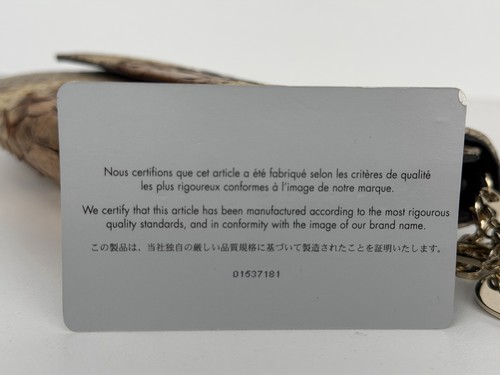 Nous certifions que cet article a été fabriqué selon les critères de qualité
les plus rigoureux conformes à l'image de notre marque.
We certify that this article has been manufactured according to the most rigourous
quality standards, and in conformity with the image of our brand name.
この製品は、当社独自の厳しい品質規格に基づいて製造されたことを証明いたします。
01537181